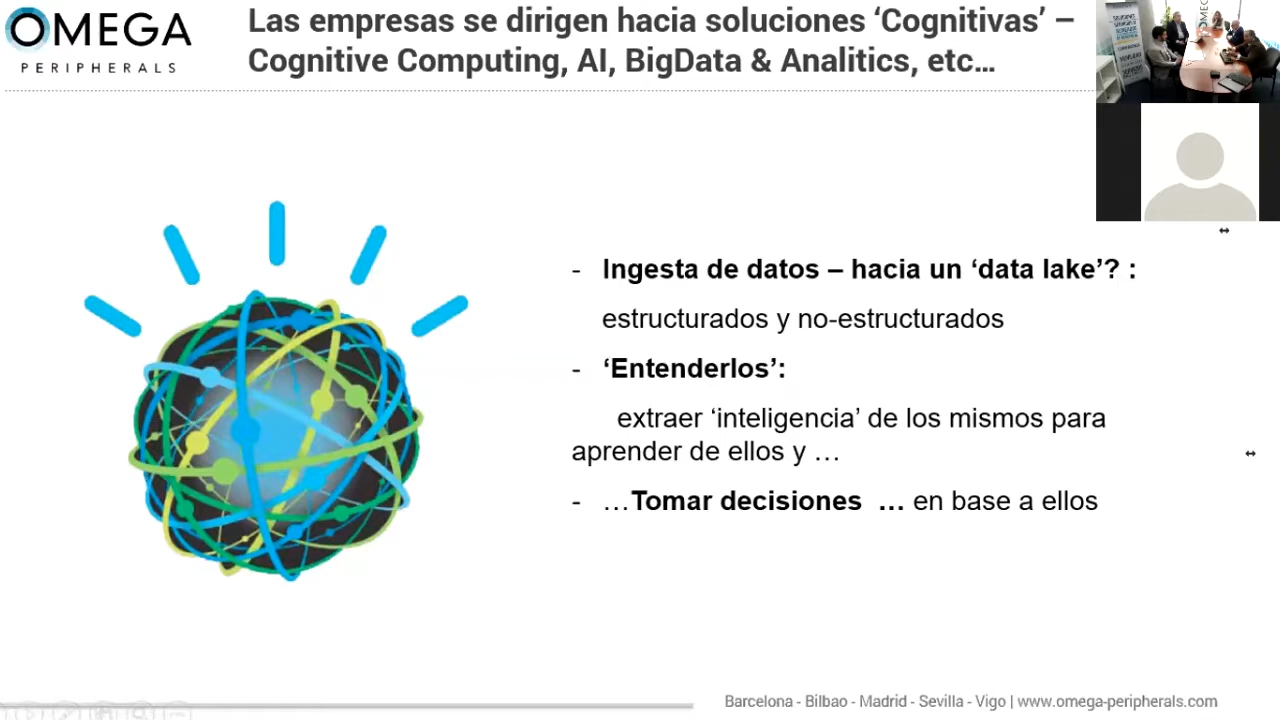 OMEGA
PERIPHERALS
Las empresas se dirigen hacia soluciones ‘Cognitivas’ –
Cognitive Computing, AI, BigData & Analitics, etc…
- Ingesta de datos – hacia un ‘data lake’? :
estructurados y no-estructurados
- ‘Entenderlos’:
extraer ‘inteligencia’ de los mismos para
aprender de ellos y …
- …Tomar decisiones … en base a ellos
Barcelona - Bilbao - Madrid - Sevilla - Vigo | www.omega-peripherals.com